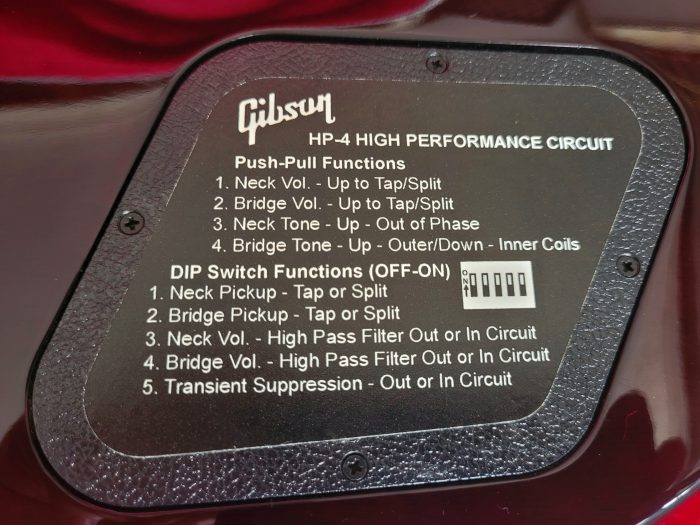 Gibson
HP-4 HIGH PERFORMANCE CIRCUIT
Push-Pull Functions
1. Neck Vol. - Up to Tap/Split
2. Bridge Vol. - Up to Tap/Split
3. Neck Tone - Up - Out of Phase
4. Bridge Tone - Up - Outer/Down - Inner Coils
DIP Switch Functions (OFF-ON)
ON↑
1. Neck Pickup - Tap or Split
2. Bridge Pickup - Tap or Split
3. Neck Vol. - High Pass Filter Out or In Circuit
4. Bridge Vol. - High Pass Filter Out or In Circuit
5. Transient Suppression - Out or In Circuit